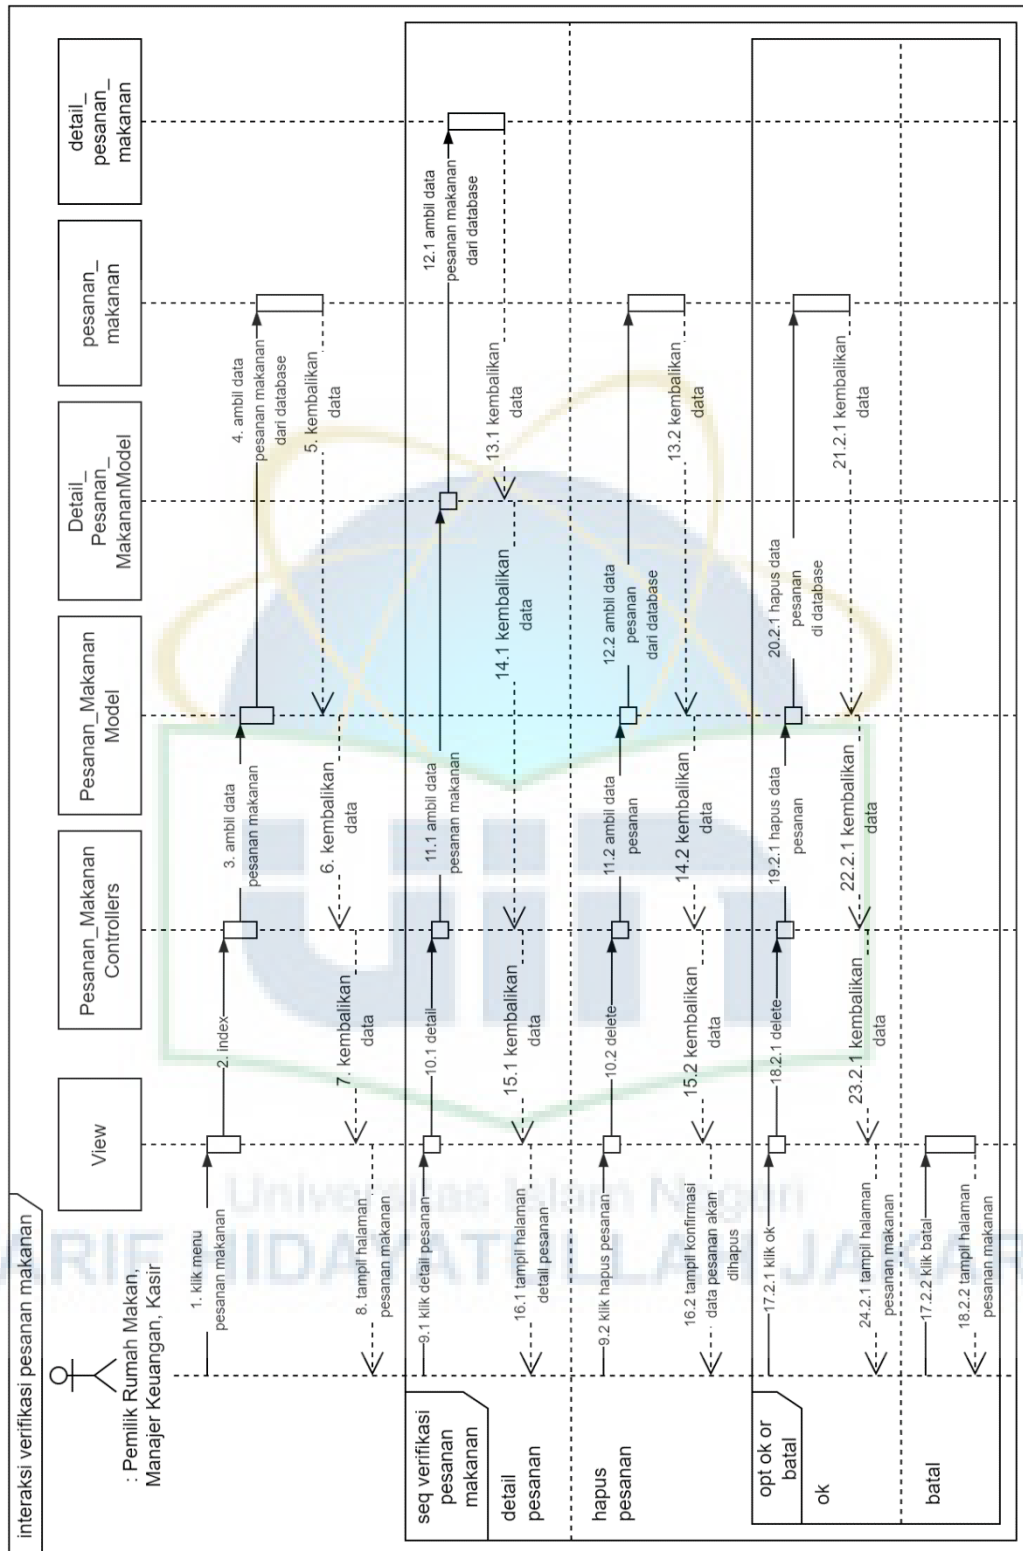 interaksi verifikasi pesanan makanan
: Pemilik Rumah Makan,
Manajer Keuangan, Kasir
View
Pesanan_Makanan
Controllers
Pesanan_Makanan
Model
Detail_
Pesanan_
MakananModel
pesanan_
makanan
detail_
pesanan_
makanan
1. klik menu
pesanan makanan
2. index
3. ambil data
pesanan makanan
4. ambil data
pesanan makanan
dari database
5. kembalikan
data
6. kembalikan
data
7. kembalikan
data
8. tampil halaman
pesanan makanan
seq verifikasi
pesanan
makanan
detail
pesanan
9.1 klik detail pesanan
10.1 detail
11.1 ambil data
pesanan makanan
12.1 ambil data
pesanan makanan
dari database
13.1 kembalikan
data
14.1 kembalikan
data
15.1 kembalikan
data
16.1 tampil halaman
detail pesanan
hapus
pesanan
9.2 klik hapus pesanan
10.2 delete
11.2 ambil data
pesanan
12.2 ambil data
pesanan
dari database
13.2 kembalikan
data
14.2 kembalikan
data
15.2 kembalikan
data
16.2 tampil konfirmasi
data pesanan akan
dihapus
opt ok or
batal
ok
17.2.1 klik ok
18.2.1 delete
19.2.1 hapus data
pesanan
20.2.1 hapus data
pesanan
di database
21.2.1 kembalikan
data
22.2.1 kembalikan
data
23.2.1 kembalikan
data
24.2.1 tampil halaman
pesanan makanan
batal
17.2.2 klik batal
18.2.2 tampil halaman
pesanan makanan
uin
Universitas Islam Negeri
ARIF HIDAYATULLAH JAKAR